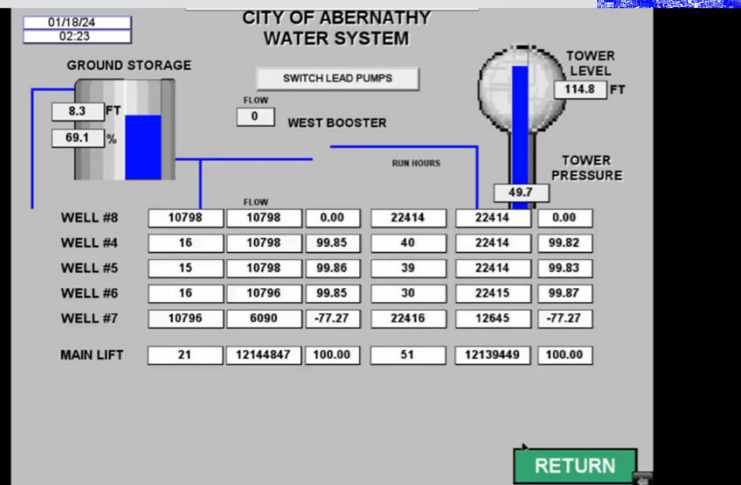 01/18/24
02:23
CITY OF ABERNATHY
WATER SYSTEM
GROUND STORAGE
SWITCH LEAD PUMPS
TOWER
LEVEL
114.8 FT
8.3 FT
69.1 %
FLOW
0
WEST BOOSTER
RUN HOURS
TOWER
PRESSURE
49.7
FLOW
WELL #8 10798 10798 0.00 22414 22414 0.00
WELL #4 16 10798 99.85 40 22414 99.82
WELL #5 15 10798 99.86 39 22414 99.83
WELL #6 16 10796 99.85 30 22415 99.87
WELL #7 10796 6090 -77.27 22416 12645 -77.27
MAIN LIFT 21 12144847 100.00 51 12139449 100.00
RETURN